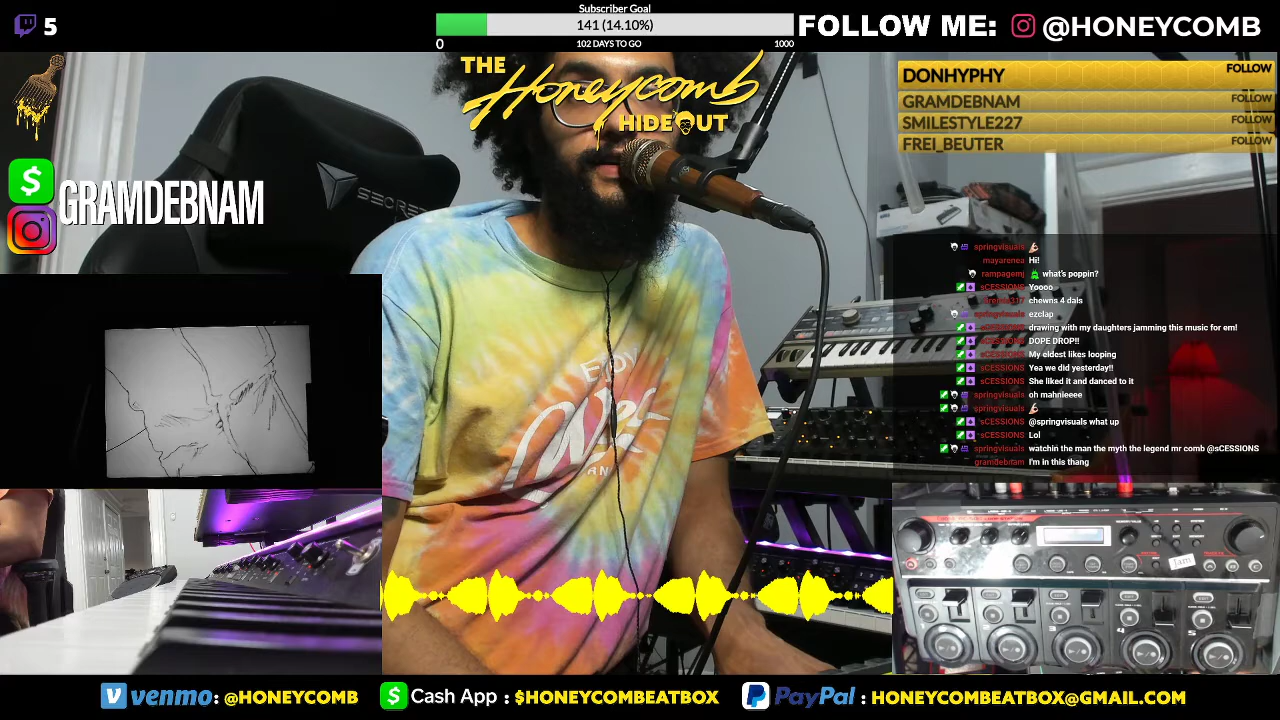 5
Subscriber Goal
141 (14.10%)
0
102 DAYS TO GO
1000
FOLLOW ME: @HONEYCOMB
THE
Honeycomb
HIDEOUT
DONHYPHY FOLLOW
GRAMDEBNAM FOLLOW
SMILESTYLE227 FOLLOW
FREI_BEUTER FOLLOW
GRAMDEBNAM
springvisuals
mayarenea Hi!
rampagemj what's poppin?
sCESSIONS Yoooo
chewns 4 dais
springvisuals ezclap
sCESSIONS drawing with my daughters jamming this music for em!
sCESSIONS DOPE DROP!!
sCESSIONS My eldest likes looping
sCESSIONS Yea we did yesterday!!
sCESSIONS She liked it and danced to it
springvisuals oh mahnieeee
springvisuals
sCESSIONS @springvisuals what up
sCESSIONS Lol
springvisuals watchin the man the myth the legend mr comb @sCESSIONS
gramdebnam I'm in this thang
ENJOY
Jam
venmo: @HONEYCOMB
Cash App : $HONEYCOMBEATBOX
PayPal : HONEYCOMBEATBOX@GMAIL.COM